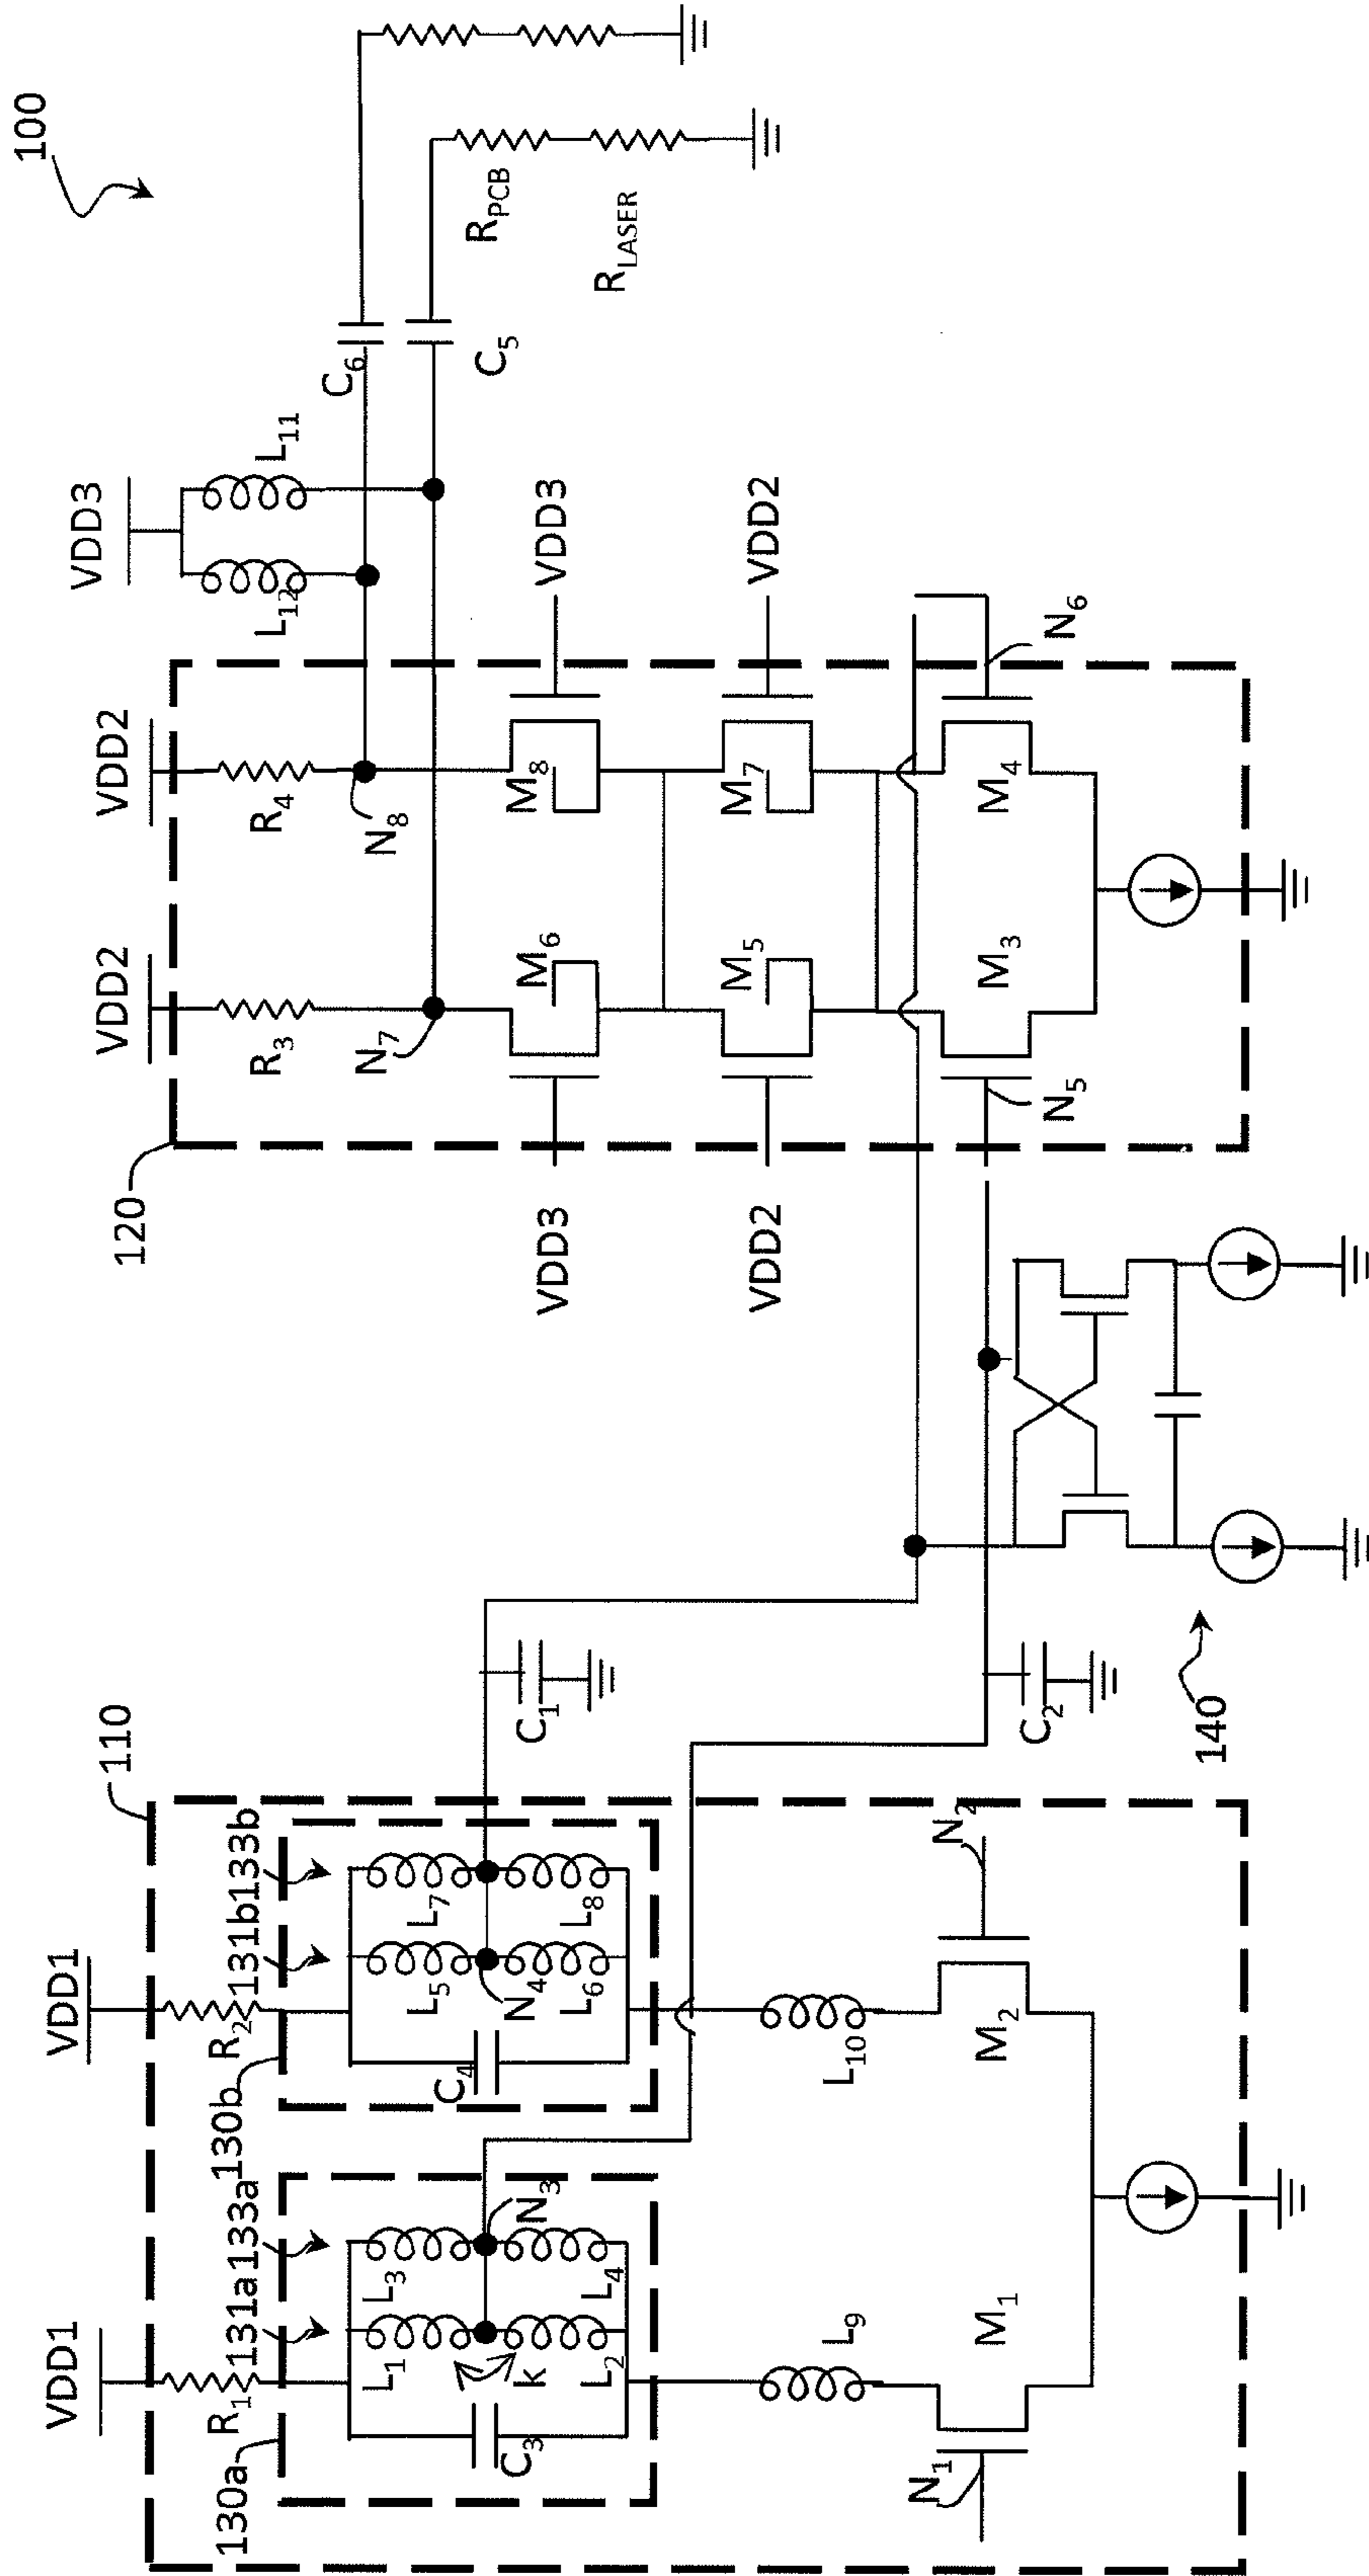 100
110
VDD1
VDD1
R1
R2
130a
131a
133a
130b
131b
133b
L1
L3
L5
L7
C3
k
L2
L4
N3
C4
N4
L6
L8
L9
L10
N1
M1
M2
N2
C1
C2
140
120
VDD2
VDD2
R3
R4
N7
N8
VDD3
L12
L11
C6
C5
RPCB
RLASER
VDD3
M6
M8
VDD3
VDD2
M5
M7
VDD2
N5
M3
M4
N6